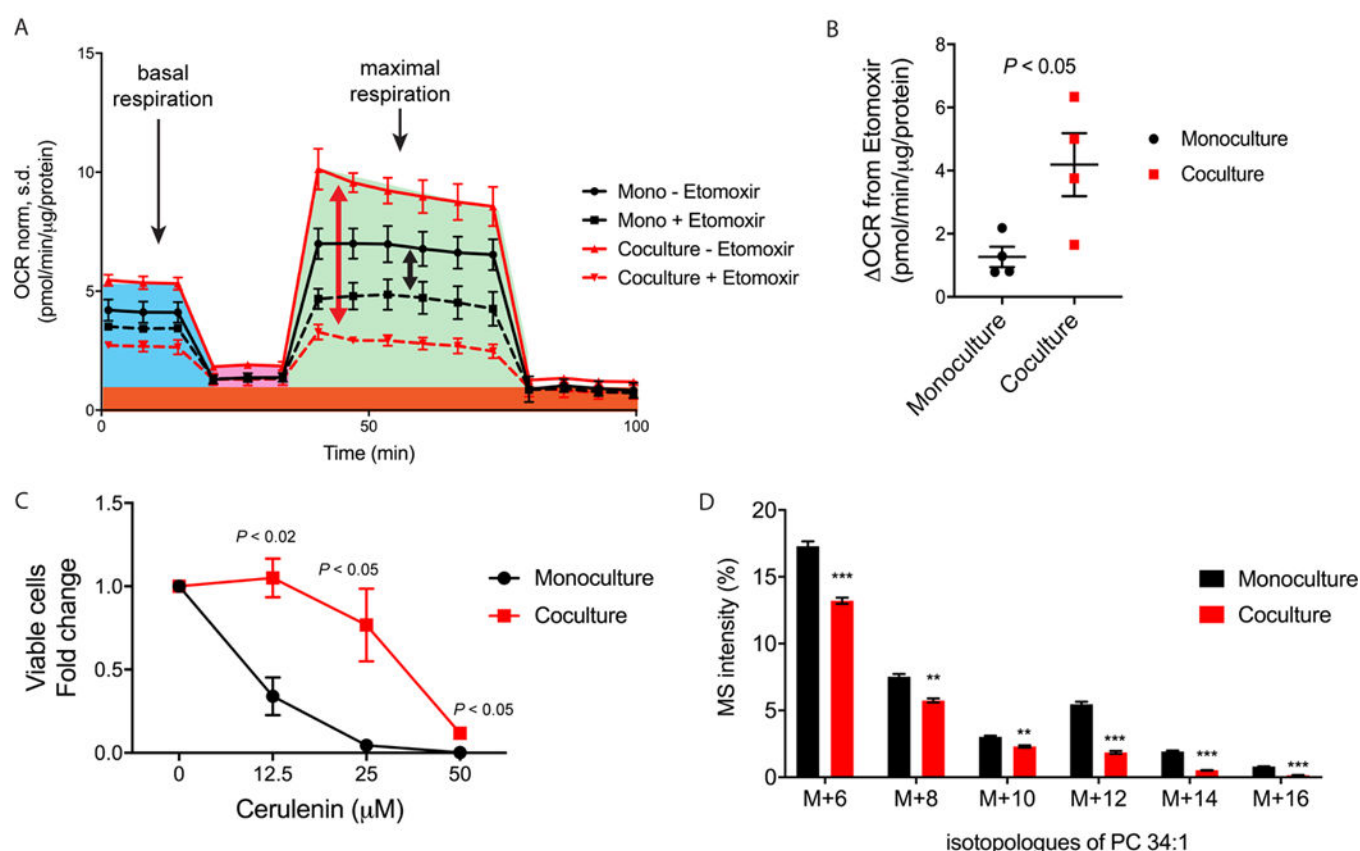 A
15
10
5
0
OCR norm, s.d.
(pmol/min/µg/protein)
basal
respiration
maximal
respiration
Mono - Etomoxir
Mono + Etomoxir
Coculture - Etomoxir
Coculture + Etomoxir
0
50
100
Time (min)
B
8
6
4
2
0
ΔOCR from Etomoxir
(pmol/min/µg/protein)
P < 0.05
Monoculture
Coculture
Monoculture
Coculture
C
1.5
1.0
0.5
0.0
Viable cells
Fold change
P < 0.02
P < 0.05
P < 0.05
Monoculture
Coculture
0
12.5
25
50
Cerulenin (µM)
D
20
15
10
5
0
MS intensity (%)
***
**
**
***
***
***
Monoculture
Coculture
M+6
M+8
M+10
M+12
M+14
M+16
isotopologues of PC 34:1